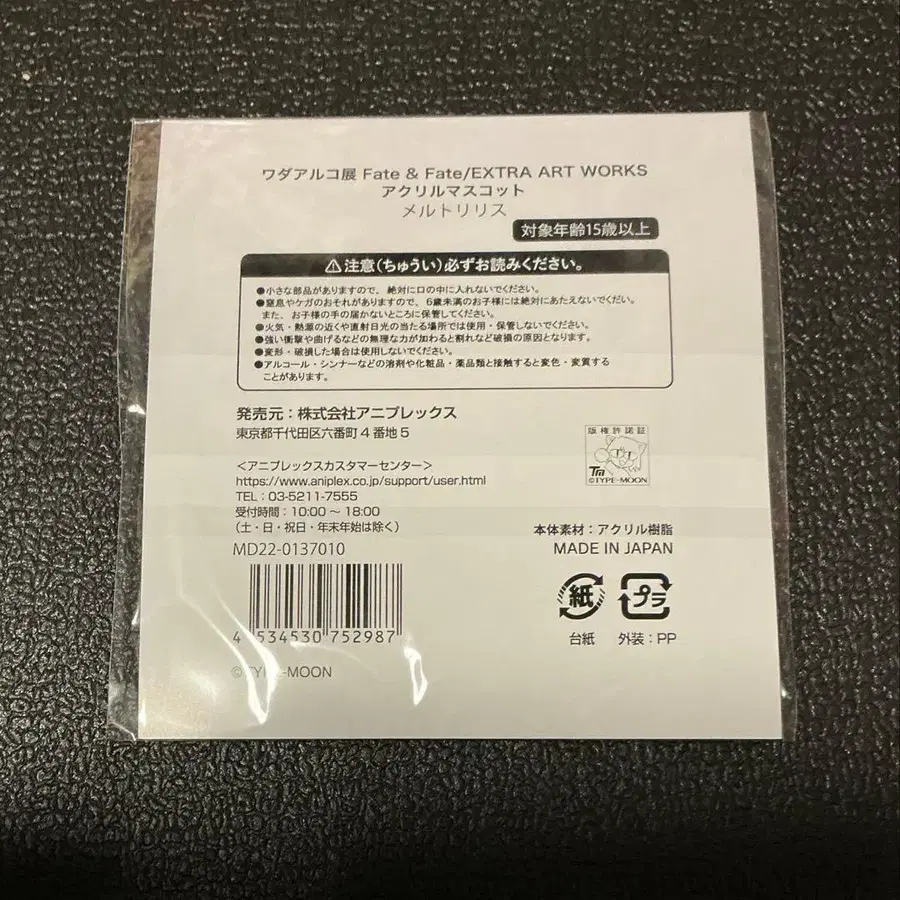 ワダアルコ展 Fate & Fate/EXTRA ART WORKS
アクリルマスコット
メルトリリス
対象年齢15歳以上
⚠注意(ちゅうい)必ずお読みください。
●小さな部品がありますので、絶対に口の中に入れないでください。
●窒息やケガのおそれがありますので、6歳未満のお子様には絶対にあたえないでください。
また、お子様の手の届かないところに保管してください。
●火気・熱源の近くや直射日光の当たる場所では使用・保管しないでください。
●強い衝撃や曲げるなどの無理な力が加わると割れなど破損の原因となります。
●変形・破損した場合は使用しないでください。
●アルコール・シンナーなどの溶剤や化粧品・薬品類と接触すると変色・変質する
ことがあります。
発売元:株式会社アニプレックス
東京都千代田区六番町4番地5
<アニプレックスカスタマーセンター>
https://www.aniplex.co.jp/support/user.html
TEL:03-5211-7555
受付時間:10:00~18:00
(土・日・祝日・年末年始は除く)
MD22-0137010
4 534530 752987
©TYPE-MOON
版権許諾証
TM
©TYPE-MOON
本体素材:アクリル樹脂
MADE IN JAPAN
紙
プラ
台紙
外装:PP